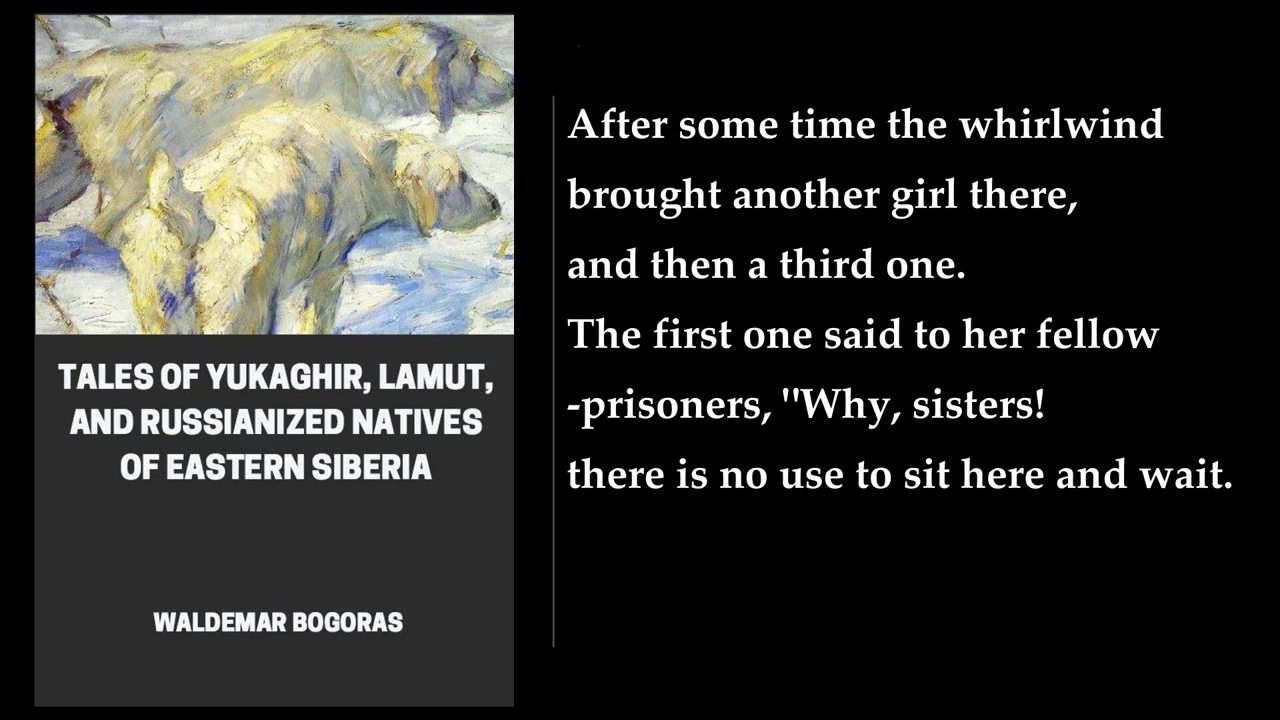 TALES OF YUKAGHIR, LAMUT,
AND RUSSIANIZED NATIVES
OF EASTERN SIBERIA
WALDEMAR BOGORAS
After some time the whirlwind
brought another girl there,
and then a third one.
The first one said to her fellow
-prisoners, "Why, sisters!
there is no use to sit here and wait.